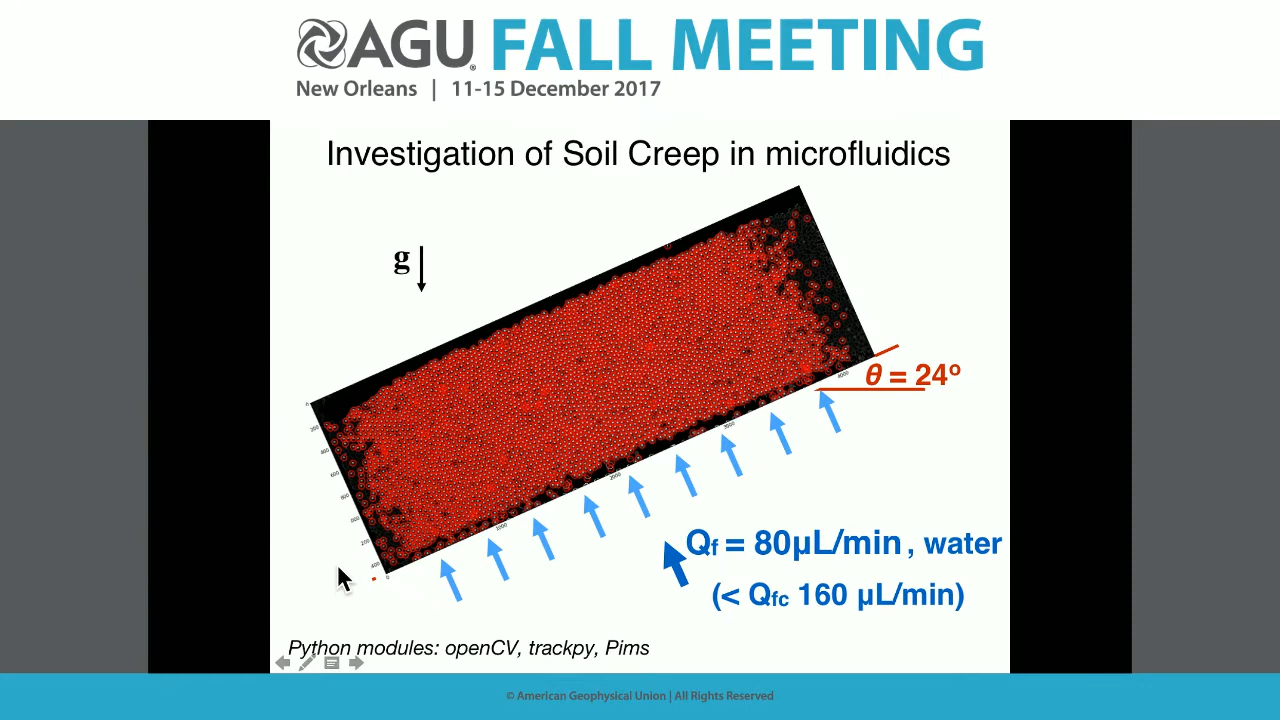 AGU FALL MEETING
New Orleans | 11-15 December 2017
Investigation of Soil Creep in microfluidics
g
θ = 24º
Qf = 80µL/min , water
(< Qfc 160 µL/min)
Python modules: openCV, trackpy, Pims
© American Geophysical Union | All Rights Reserved